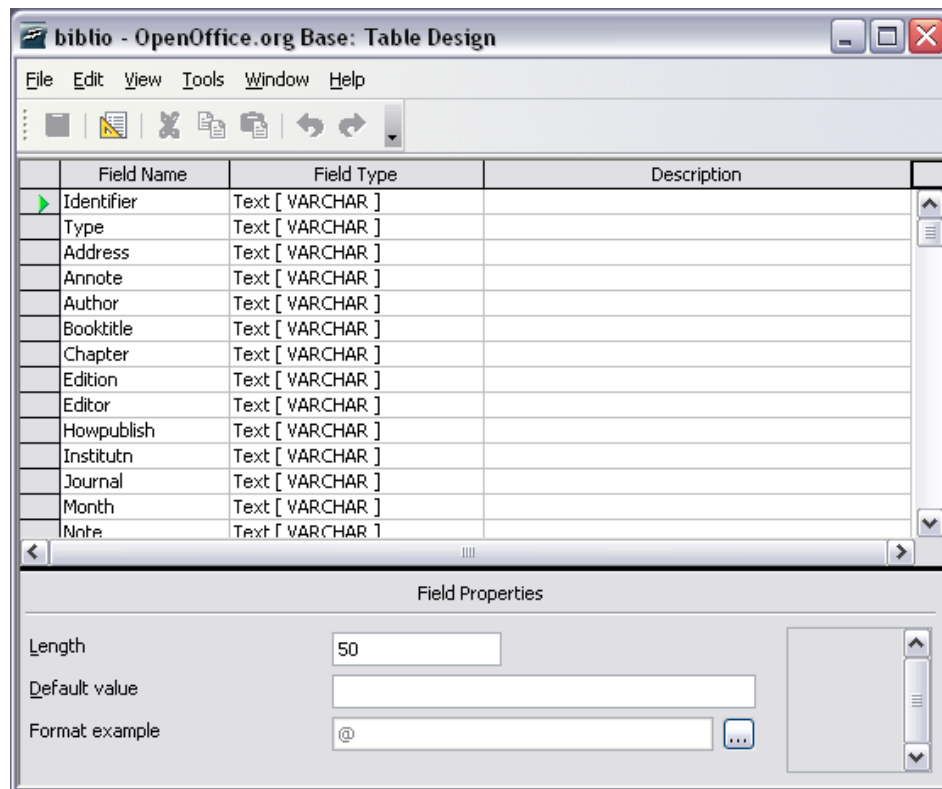 biblio - OpenOffice.org Base: Table Design
File Edit View Tools Window Help
Field Name Field Type Description
Identifier Text [ VARCHAR ]
Type Text [ VARCHAR ]
Address Text [ VARCHAR ]
Annote Text [ VARCHAR ]
Author Text [ VARCHAR ]
Booktitle Text [ VARCHAR ]
Chapter Text [ VARCHAR ]
Edition Text [ VARCHAR ]
Editor Text [ VARCHAR ]
Howpublish Text [ VARCHAR ]
Institutn Text [ VARCHAR ]
Journal Text [ VARCHAR ]
Month Text [ VARCHAR ]
Note Text [ VARCHAR ]
Field Properties
Length 50
Default value
Format example @ ...